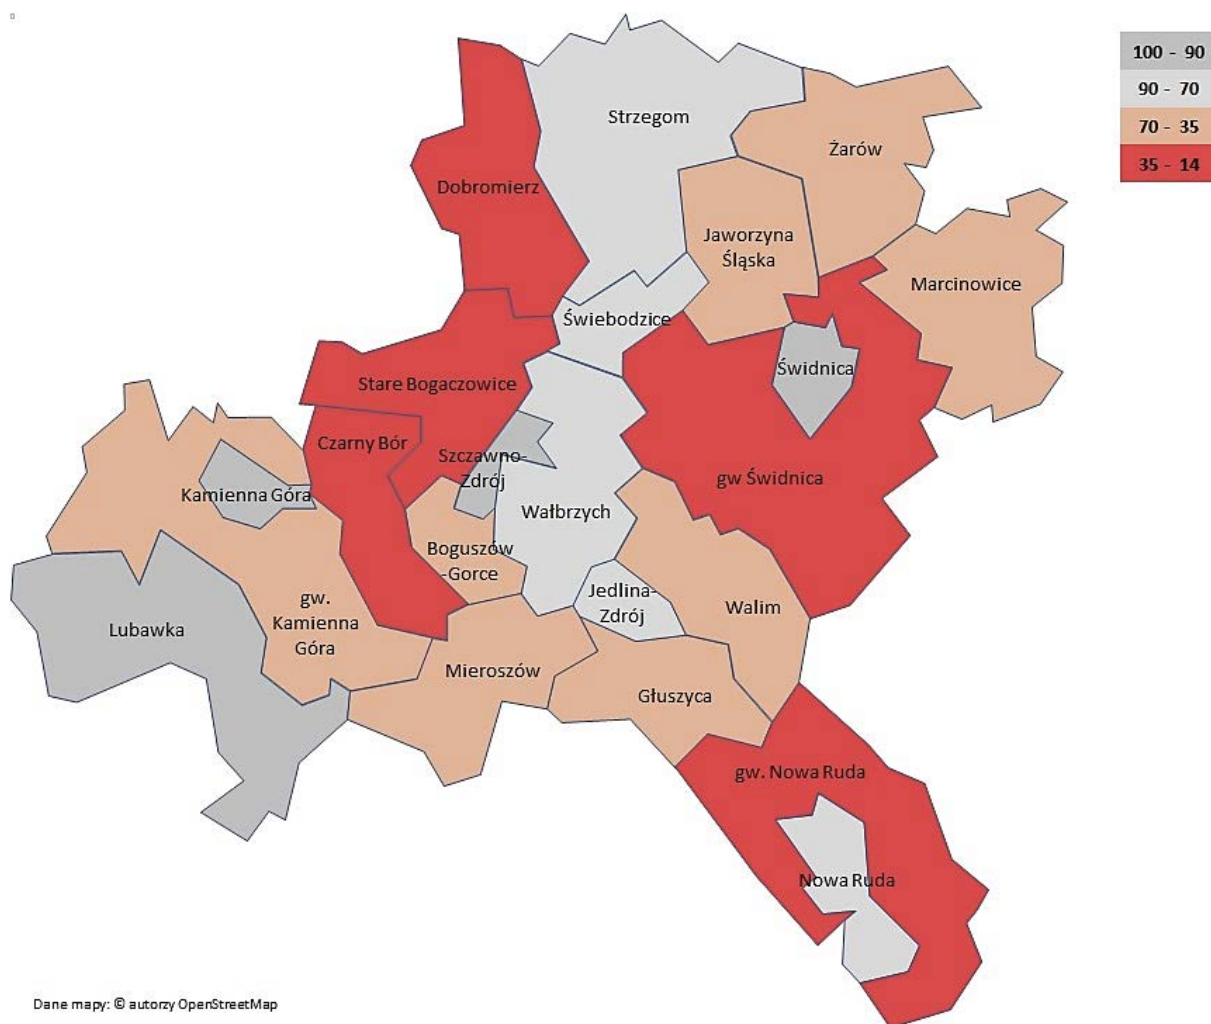 100 - 90
90 - 70
70 - 35
35 - 14
Strzegom
Żarów
Dobromierz
Jaworzyna
Śląska
Marcinowice
Świebodzice
Świdnica
Stare Bogaczowice
Czarny Bór
Szczawno-
Zdrój
gw Świdnica
Kamienna Góra
Wałbrzych
Boguszów
-Gorce
Jedlina-
Zdrój
Walim
gw.
Kamienna
Góra
Lubawka
Mieroszów
Głuszyca
gw. Nowa Ruda
Nowa Ruda
Dane mapy: © autorzy OpenStreetMap